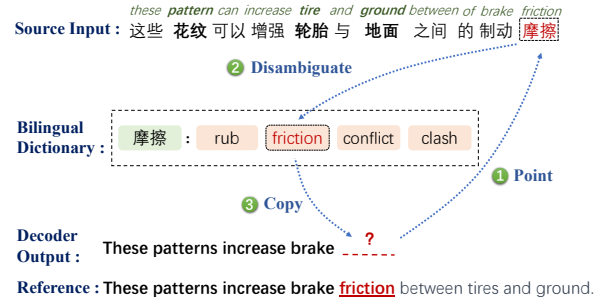 these pattern can increase tire and ground between of brake friction
Source Input : 这些 花纹 可以 增强 轮胎 与 地面 之间 的 制动 摩擦
2 Disambiguate
Bilingual Dictionary : 摩擦 : rub friction conflict clash
1 Point
3 Copy
?
Decoder Output : These patterns increase brake ______
Reference : These patterns increase brake friction between tires and ground.